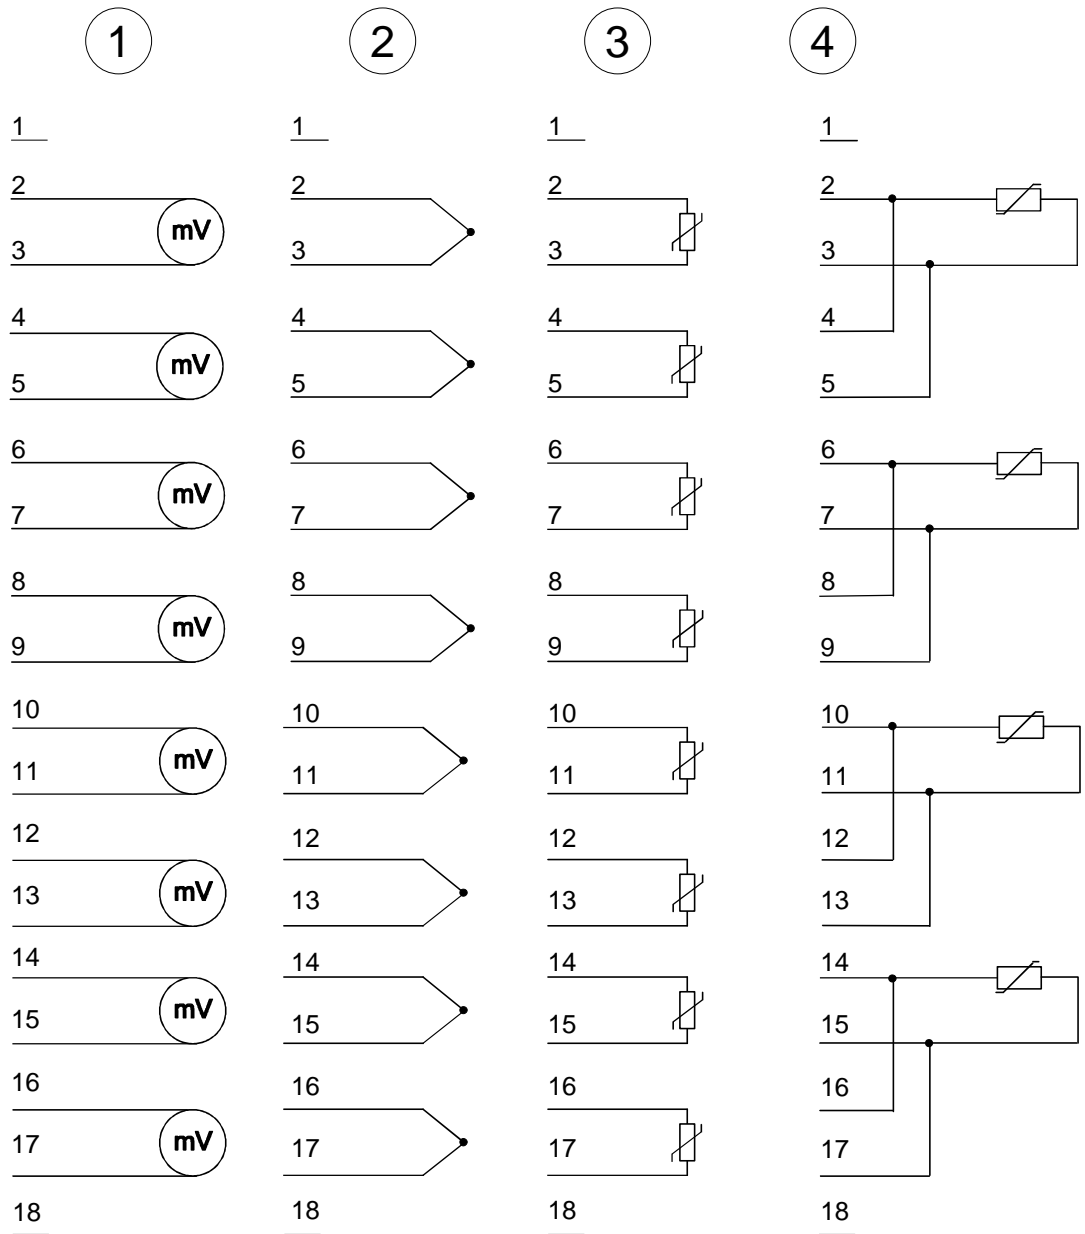 1 2 3 4
1 1 1 1
2 2 2 2
mV
3 3 3 3
4 4 4 4
mV
5 5 5 5
6 6 6 6
mV
7 7 7 7
8 8 8 8
mV
9 9 9 9
10 10 10 10
mV
11 11 11 11
12 12 12 12
mV
13 13 13 13
14 14 14 14
mV
15 15 15 15
16 16 16 16
mV
17 17 17 17
18 18 18 18